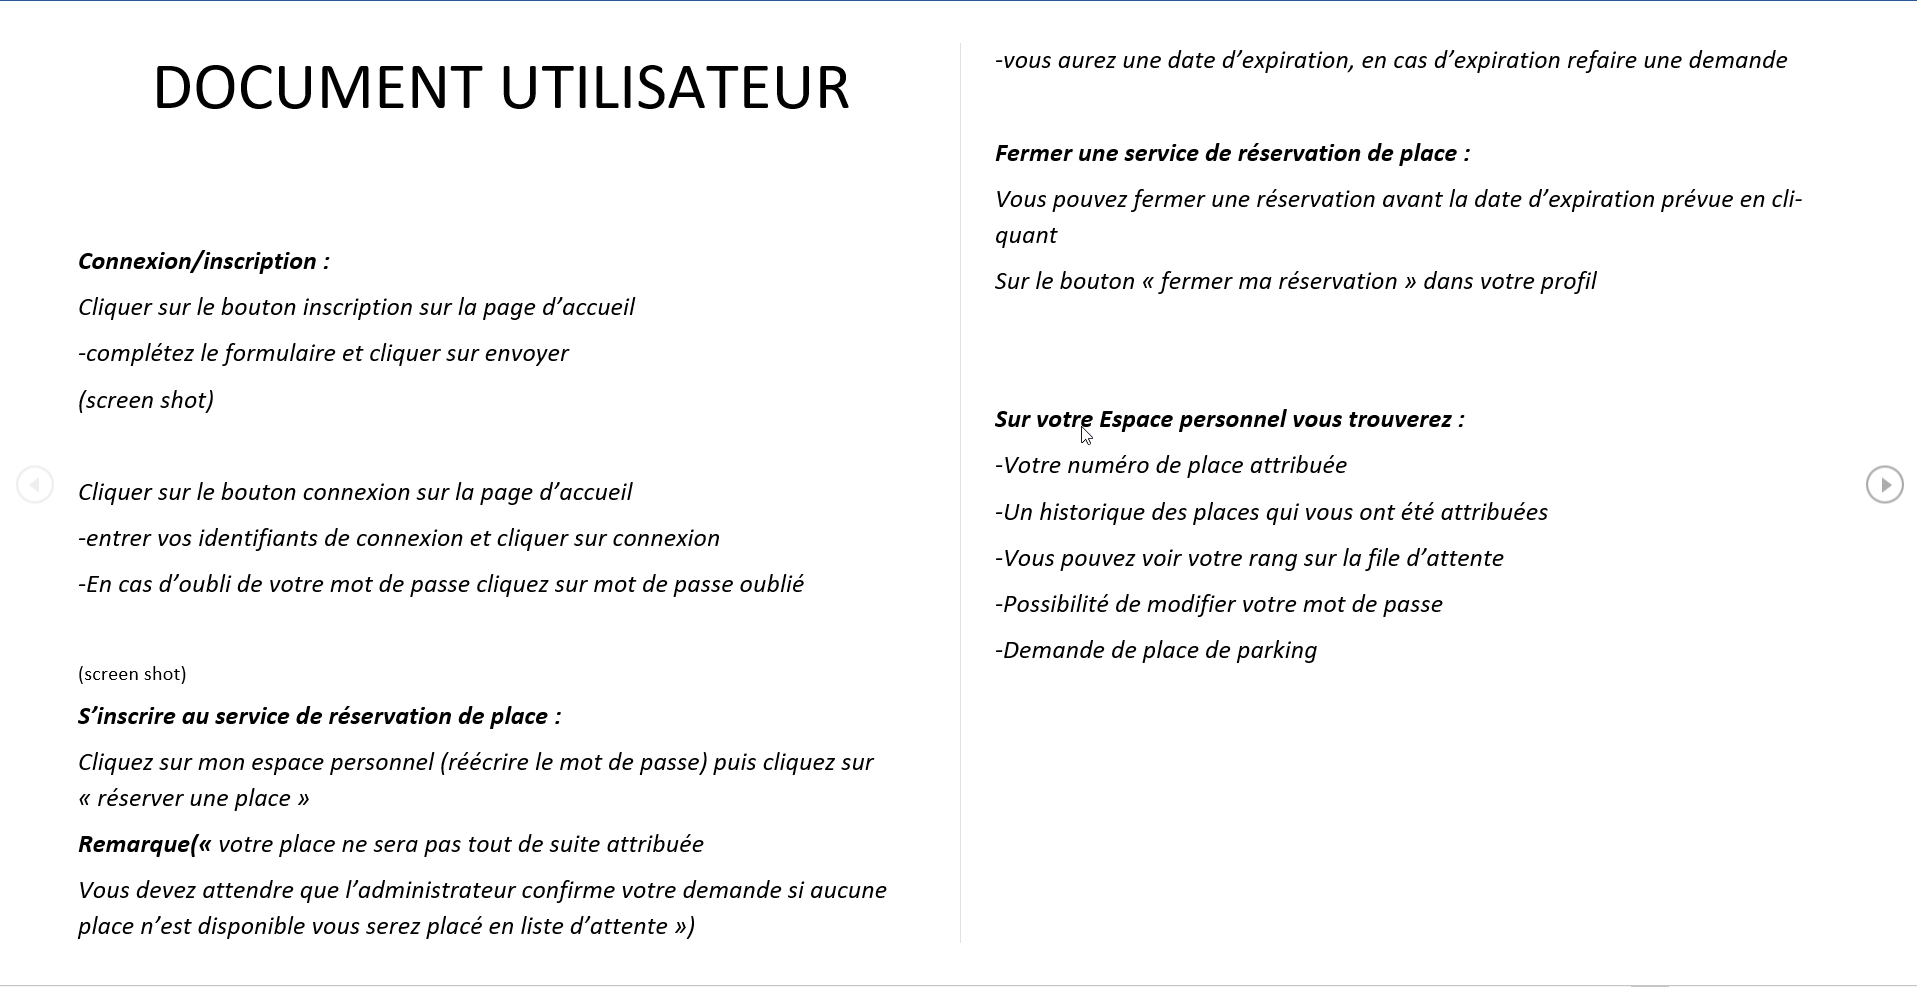 DOCUMENT UTILISATEUR
Connexion/inscription :
Cliquer sur le bouton inscription sur la page d’accueil
-complétez le formulaire et cliquer sur envoyer
(screen shot)
Cliquer sur le bouton connexion sur la page d’accueil
-entrer vos identifiants de connexion et cliquer sur connexion
-En cas d’oubli de votre mot de passe cliquez sur mot de passe oublié
(screen shot)
S’inscrire au service de réservation de place :
Cliquez sur mon espace personnel (réécrire le mot de passe) puis cliquez sur
« réserver une place »
Remarque(« votre place ne sera pas tout de suite attribuée
Vous devez attendre que l’administrateur confirme votre demande si aucune
place n’est disponible vous serez placé en liste d’attente »)
-vous aurez une date d’expiration, en cas d’expiration refaire une demande
Fermer une service de réservation de place :
Vous pouvez fermer une réservation avant la date d’expiration prévue en cli-
quant
Sur le bouton « fermer ma réservation » dans votre profil
Sur votre Espace personnel vous trouverez :
-Votre numéro de place attribuée
-Un historique des places qui vous ont été attribuées
-Vous pouvez voir votre rang sur la file d’attente
-Possibilité de modifier votre mot de passe
-Demande de place de parking